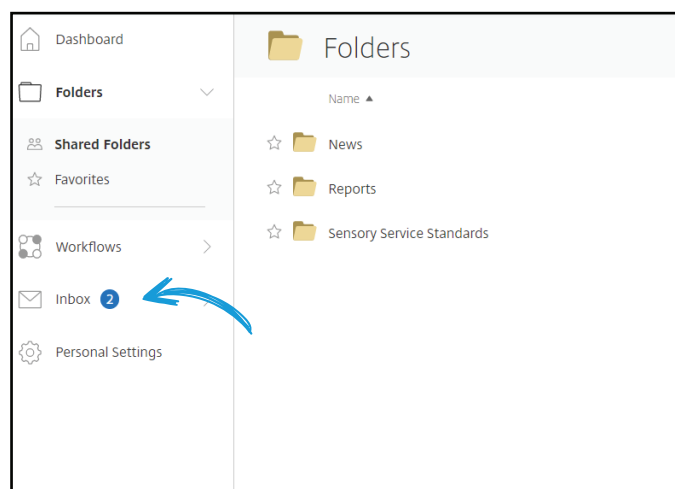 Dashboard
Folders
Shared Folders
Favorites
Workflows
Inbox 2
Personal Settings
Folders
Name
News
Reports
Sensory Service Standards